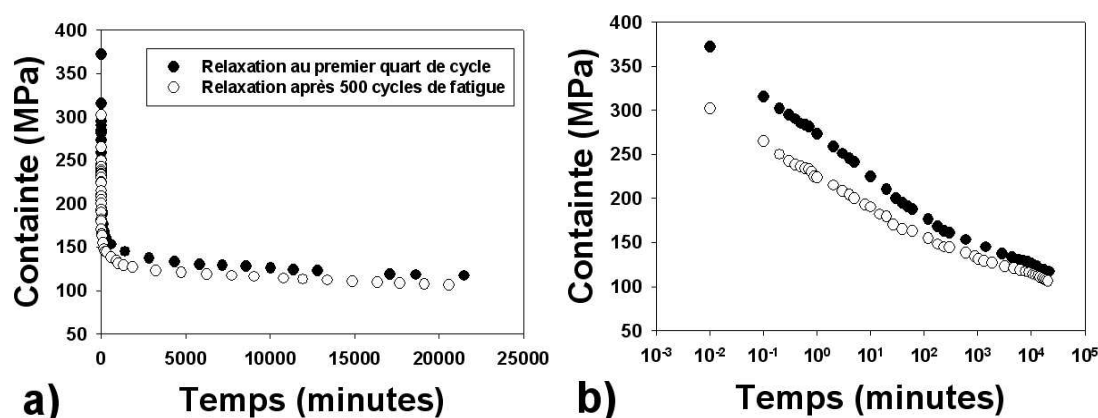 400
350
300
250
200
150
100
50
Containte (MPa)
Relaxation au premier quart de cycle
Relaxation après 500 cycles de fatigue
0 5000 10000 15000 20000 25000
Temps (minutes)
a)
400
350
300
250
200
150
100
50
Containte (MPa)
10-3 10-2 10-1 100 101 102 103 104 105
Temps (minutes)
b)